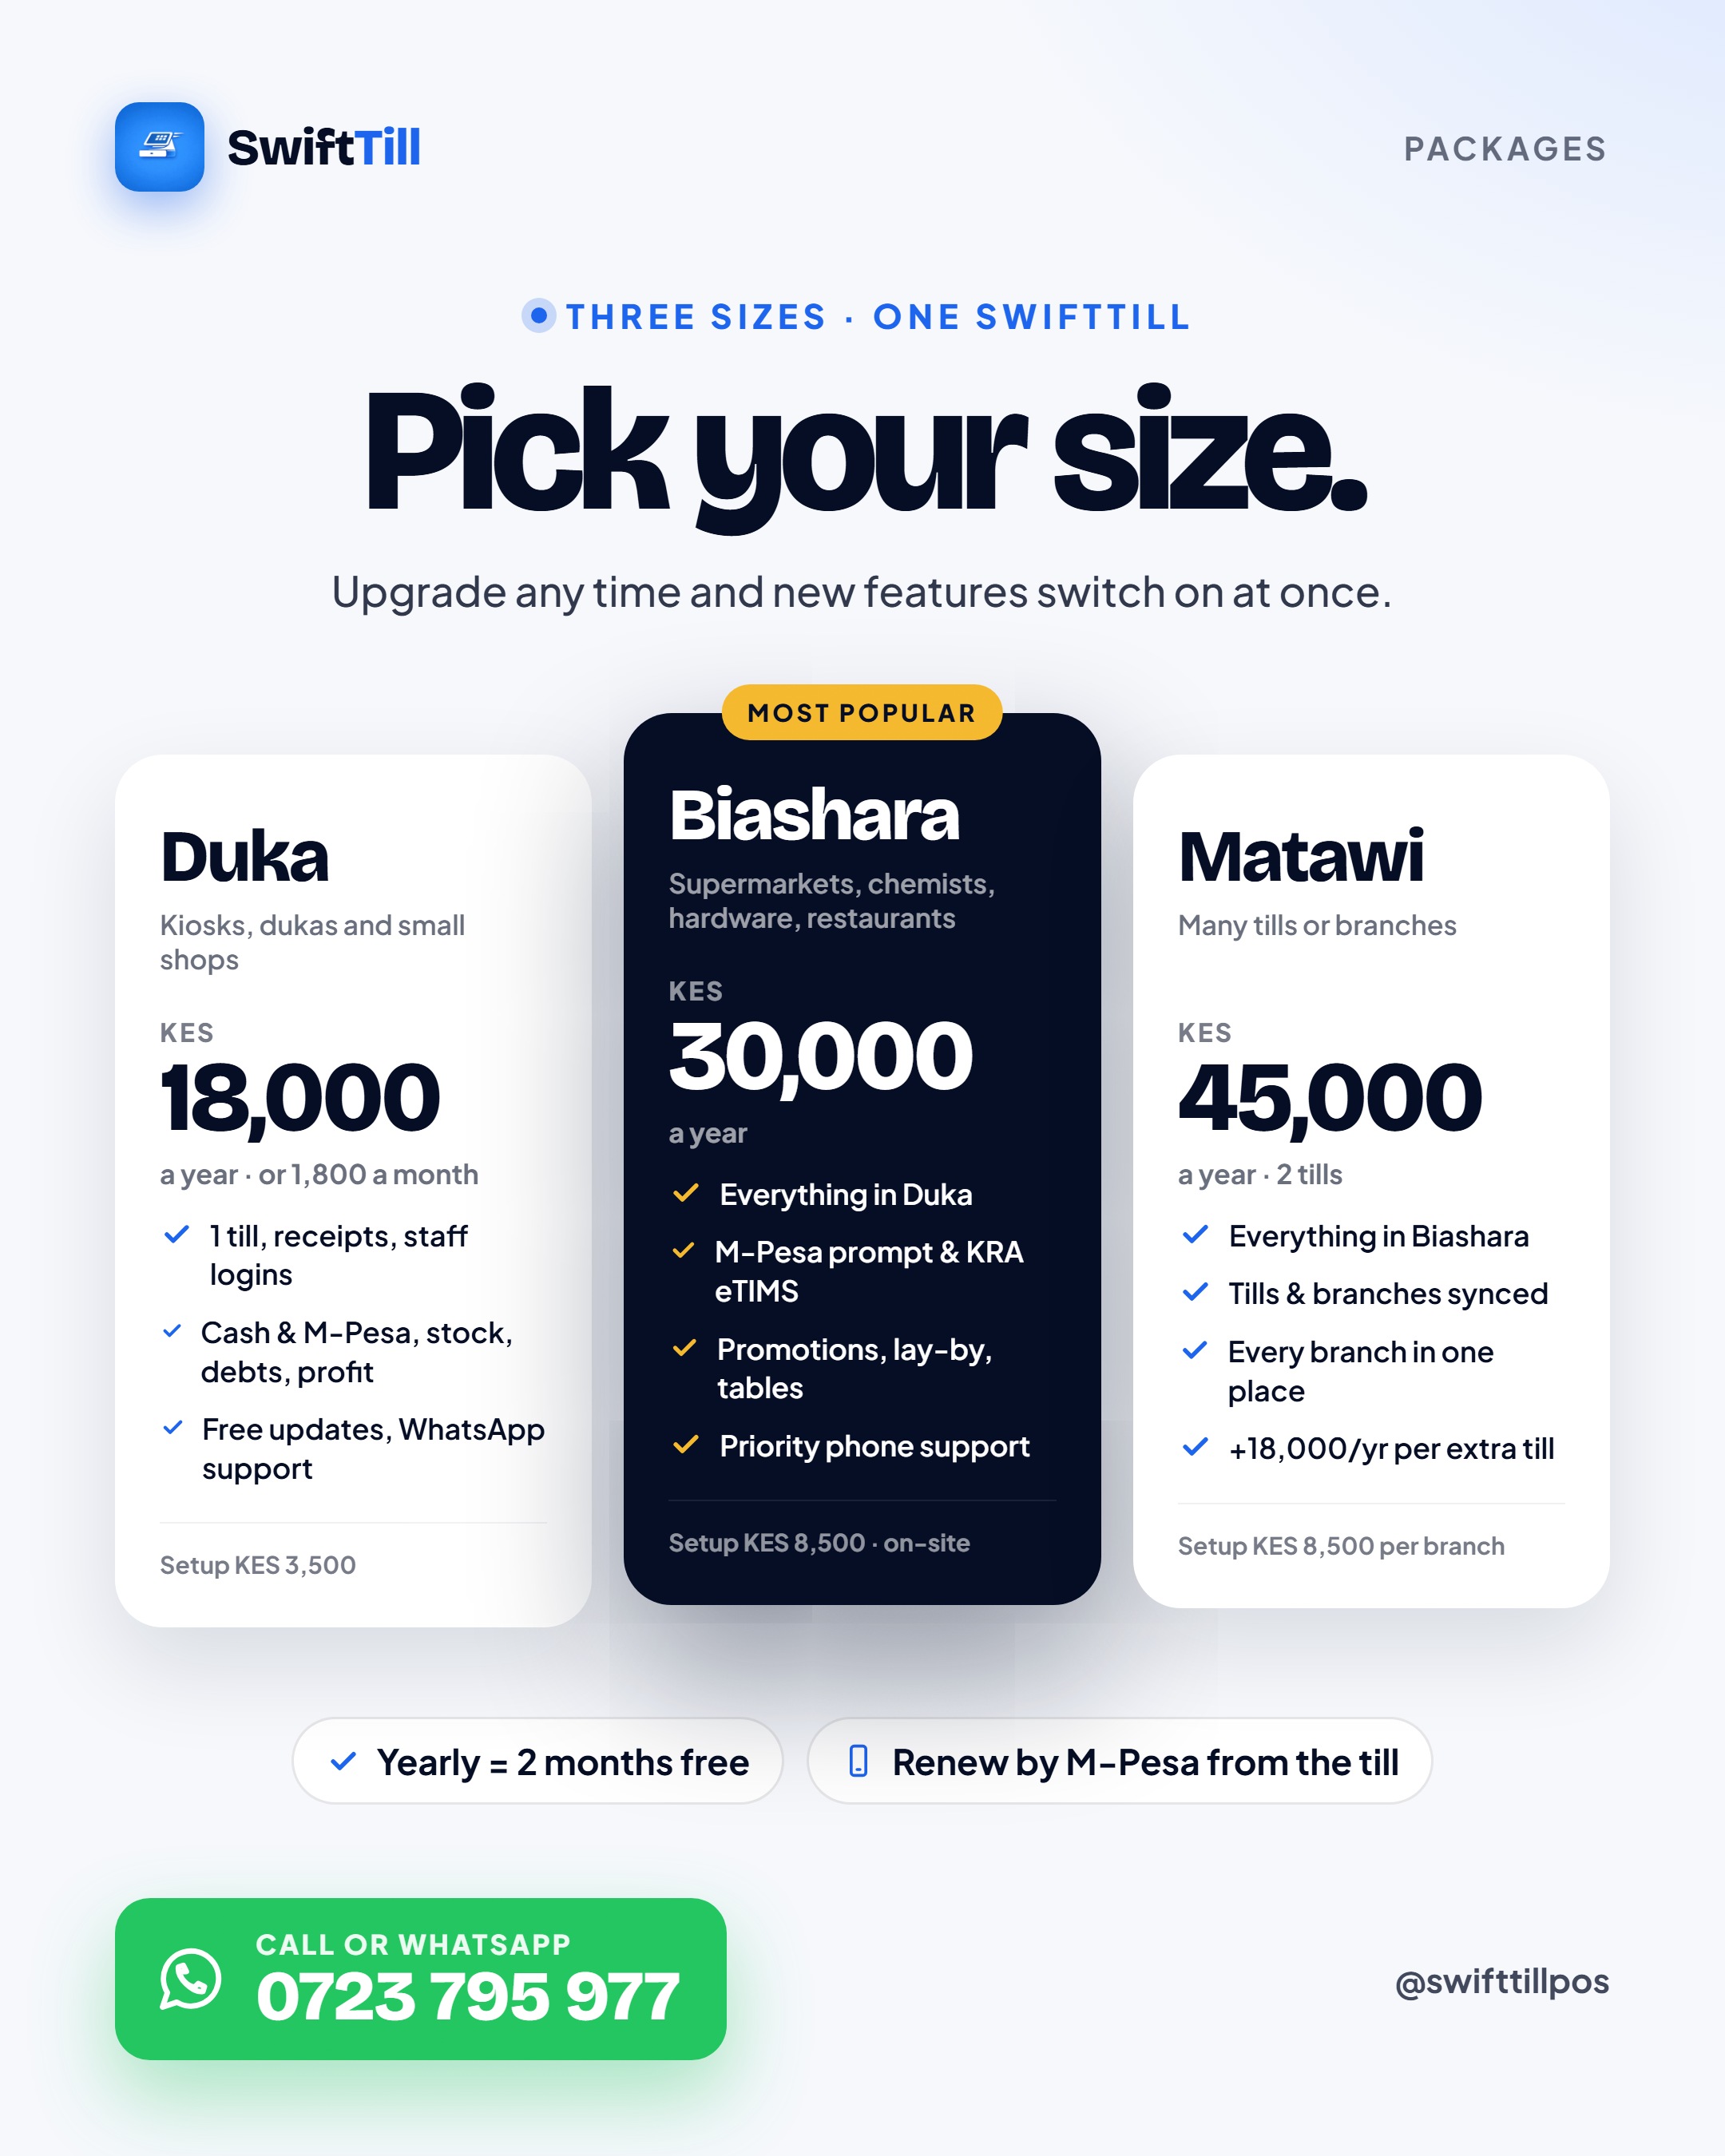 SwiftTill
PACKAGES
THREE SIZES · ONE SWIFTTILL
Pick your size.
Upgrade any time and new features switch on at once.
Duka
Kiosks, dukas and small
shops
KES
18,000
a year · or 1,800 a month
1 till, receipts, staff
logins
Cash & M-Pesa, stock,
debts, profit
Free updates, WhatsApp
support
Setup KES 3,500
MOST POPULAR
Biashara
Supermarkets, chemists,
hardware, restaurants
KES
30,000
a year
Everything in Duka
M-Pesa prompt & KRA
eTIMS
Promotions, lay-by,
tables
Priority phone support
Setup KES 8,500 · on-site
Matawi
Many tills or branches
KES
45,000
a year · 2 tills
Everything in Biashara
Tills & branches synced
Every branch in one
place
+18,000/yr per extra till
Setup KES 8,500 per branch
Yearly = 2 months free
Renew by M-Pesa from the till
CALL OR WHATSAPP
0723 795 977
@swifttillpos